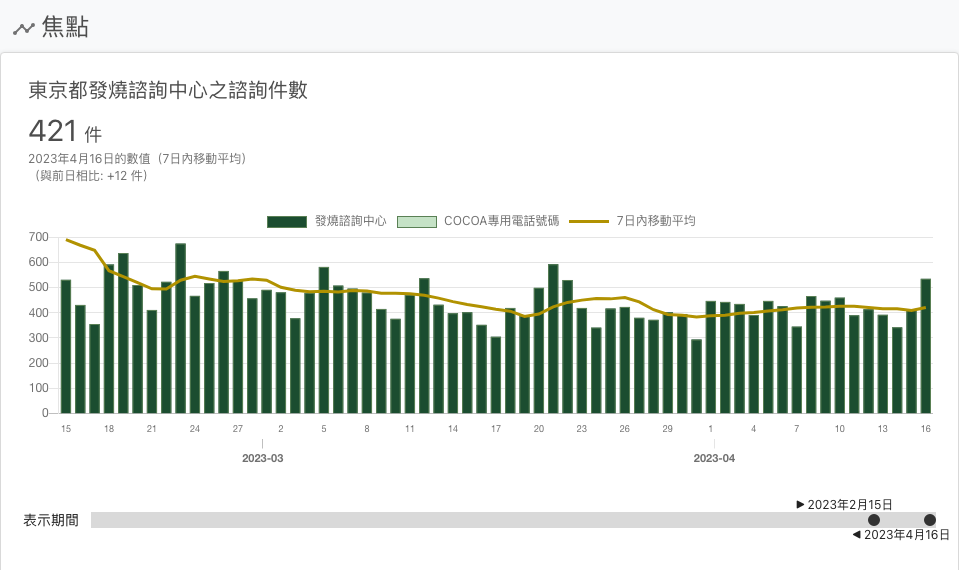 焦點
東京都發燒諮詢中心之諮詢件數
421 件
2023年4月16日的數值（7日內移動平均）
（與前日相比: +12 件）
發燒諮詢中心 COCOA專用電話號碼 7日內移動平均
700
600
500
400
300
200
100
0
15 18 21 24 27 2 5 8 11 14 17 20 23 26 29 1 4 7 10 13 16
2023-03 2023-04
▶ 2023年2月15日
表示期間
◀ 2023年4月16日